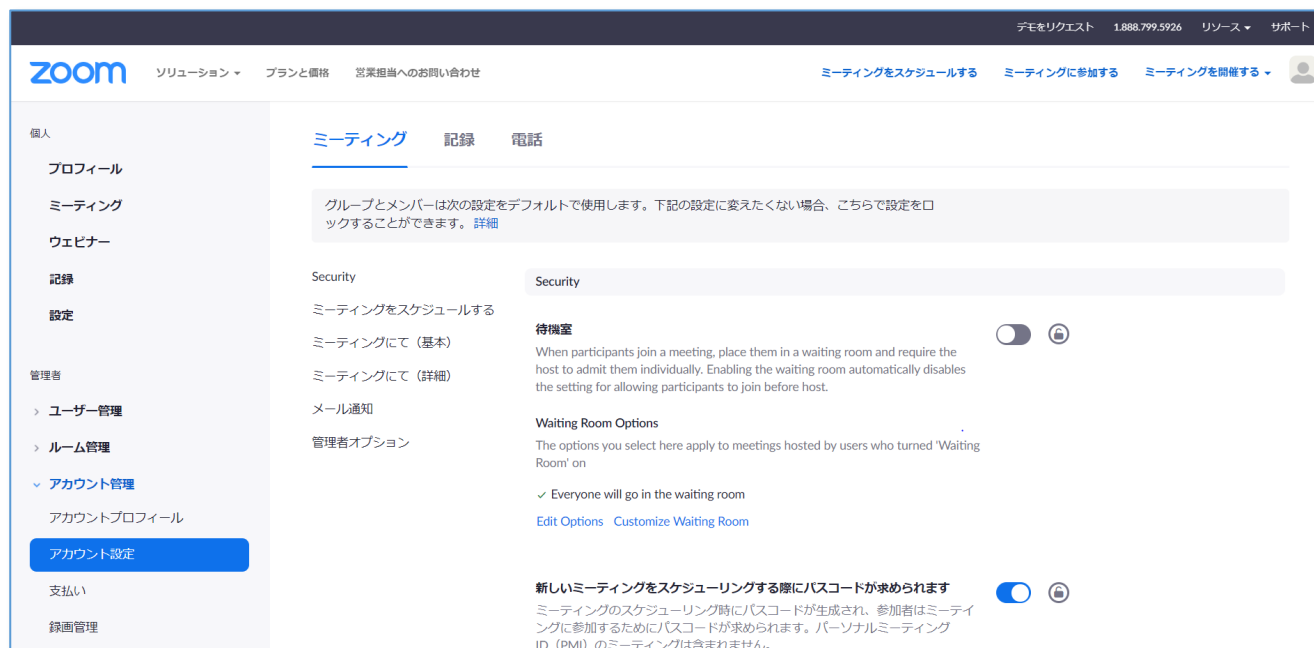 デモをリクエスト 1.888.799.5926 リソース サポート
zoom ソリューション プランと価格 営業担当へのお問い合わせ ミーティングをスケジュールする ミーティングに参加する ミーティングを開催する
個人
プロフィール
ミーティング
ウェビナー
記録
設定
管理者
ユーザー管理
ルーム管理
アカウント管理
アカウントプロフィール
アカウント設定
支払い
録画管理
ミーティング 記録 電話
グループとメンバーは次の設定をデフォルトで使用します。下記の設定に変えたくない場合、こちらで設定をロ
ックすることができます。詳細
Security
ミーティングをスケジュールする
ミーティングにて（基本）
ミーティングにて（詳細）
メール通知
管理者オプション
Security
待機室
When participants join a meeting, place them in a waiting room and require the
host to admit them individually. Enabling the waiting room automatically disables
the setting for allowing participants to join before host.
Waiting Room Options
The options you select here apply to meetings hosted by users who turned 'Waiting
Room' on
✓ Everyone will go in the waiting room
Edit Options Customize Waiting Room
新しいミーティングをスケジューリングする際にパスコードが求められます
ミーティングのスケジューリング時にパスコードが生成され、参加者はミーテイ
ングに参加するためにパスコードが求められます。パーソナルミーティング
ID（PMI）のミーティングは含まれません。